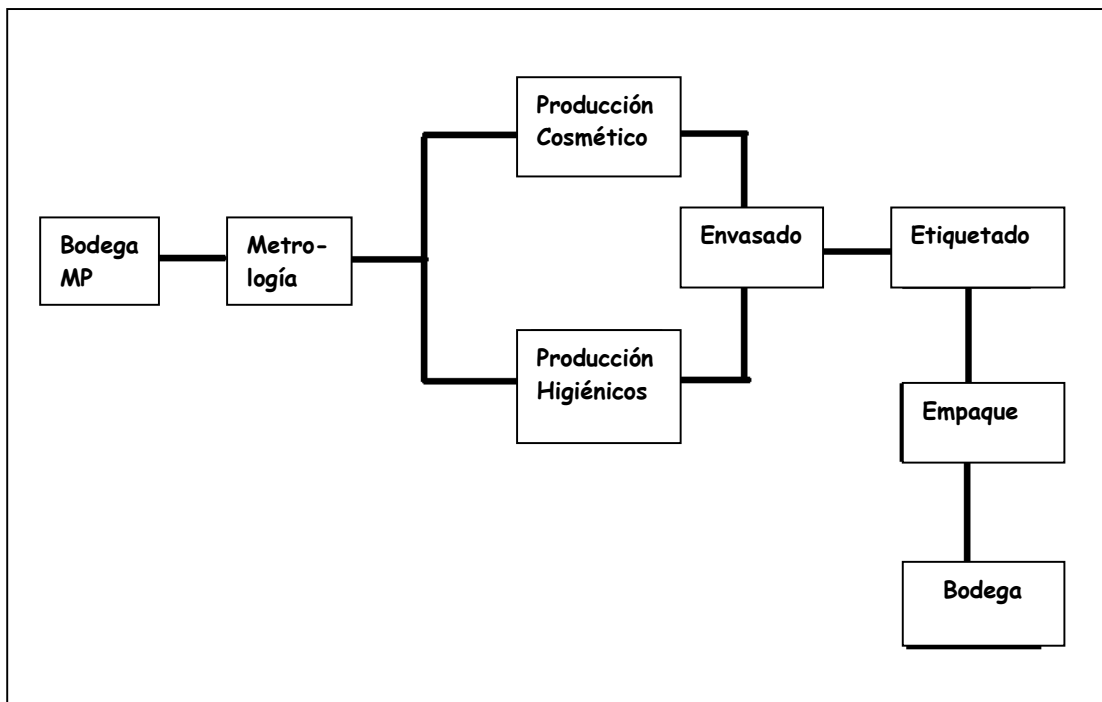 Bodega
MP
Metro-
logía
Producción
Cosmético
Producción
Higiénicos
Envasado
Etiquetado
Empaque
Bodega